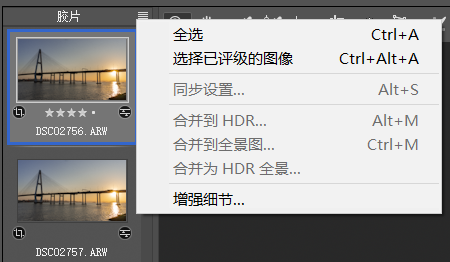 胶片
DSC02756.ARW
DSC02757.ARW
全选 Ctrl+A
选择已评级的图像 Ctrl+Alt+A
同步设置... Alt+S
合并到 HDR... Alt+M
合并到全景图... Ctrl+M
合并为 HDR 全景...
增强细节...